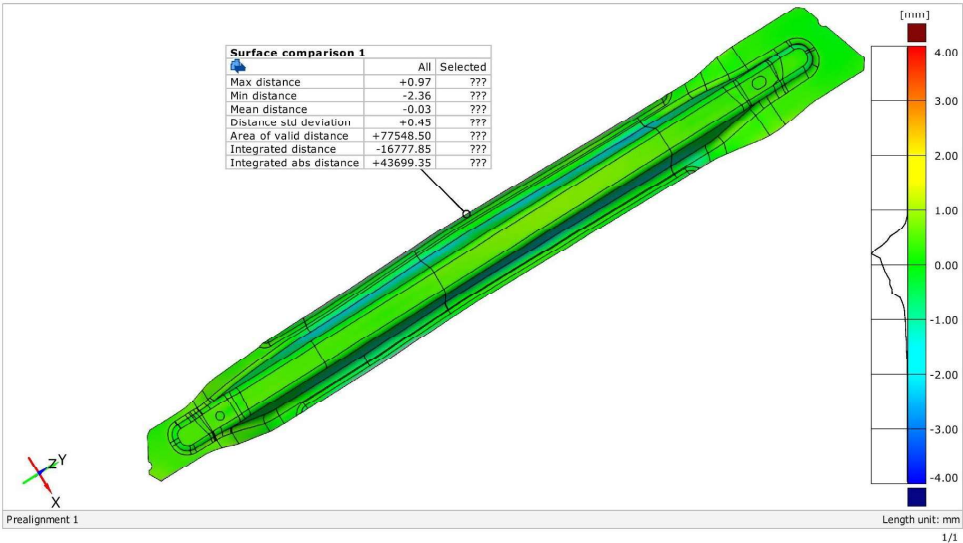 [mm]
Surface comparison 1
All Selected
Max distance +0.97 ???
Min distance -2.36 ???
Mean distance -0.03 ???
Distance std deviation +0.45 ???
Area of valid distance +77548.50 ???
Integrated distance -16777.85 ???
Integrated abs distance +43699.35 ???
4.00
3.00
2.00
1.00
0.00
-1.00
-2.00
-3.00
-4.00
Z Y
X
Prealignment 1 Length unit: mm
1/1